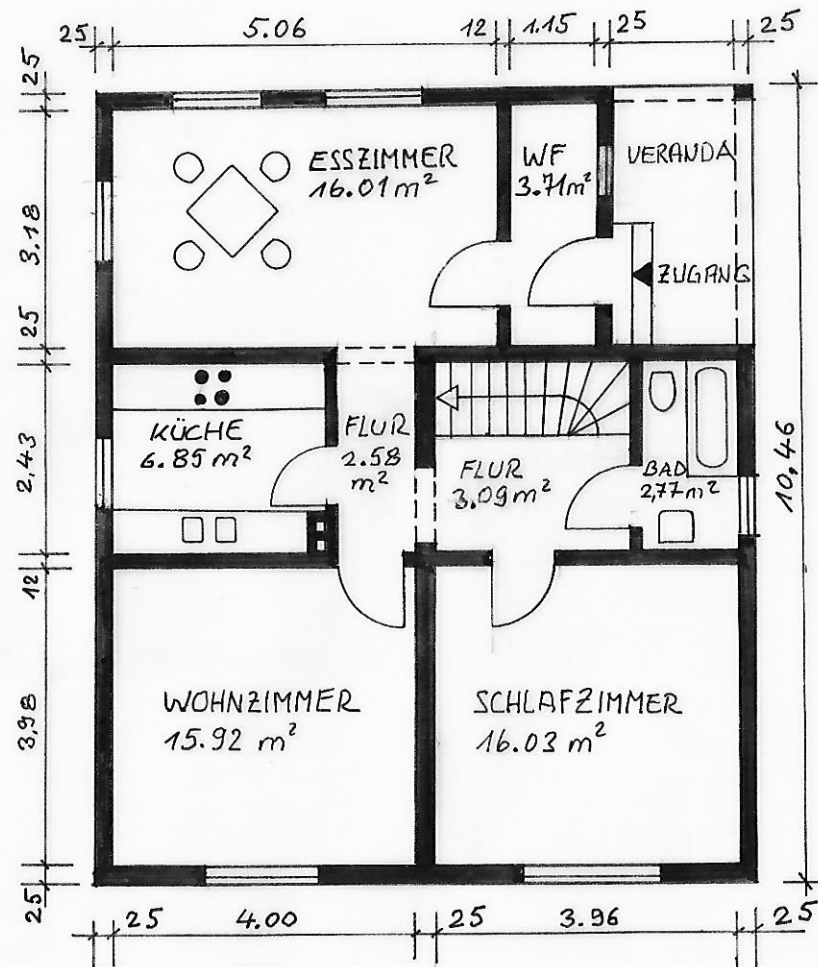 25 5.06 12 1.15 25 25
25
3.18
25
2,43
12
3,98
25
ESSZIMMER
16.01 m²
WF
3.71 m²
VERANDA
ZUGANG
KÜCHE
6.85 m²
FLUR
2.58
m²
FLUR
3.09 m²
BAD
2,77 m²
10,46
WOHNZIMMER
15.92 m²
SCHLAFZIMMER
16.03 m²
25 4.00 25 3.96 25